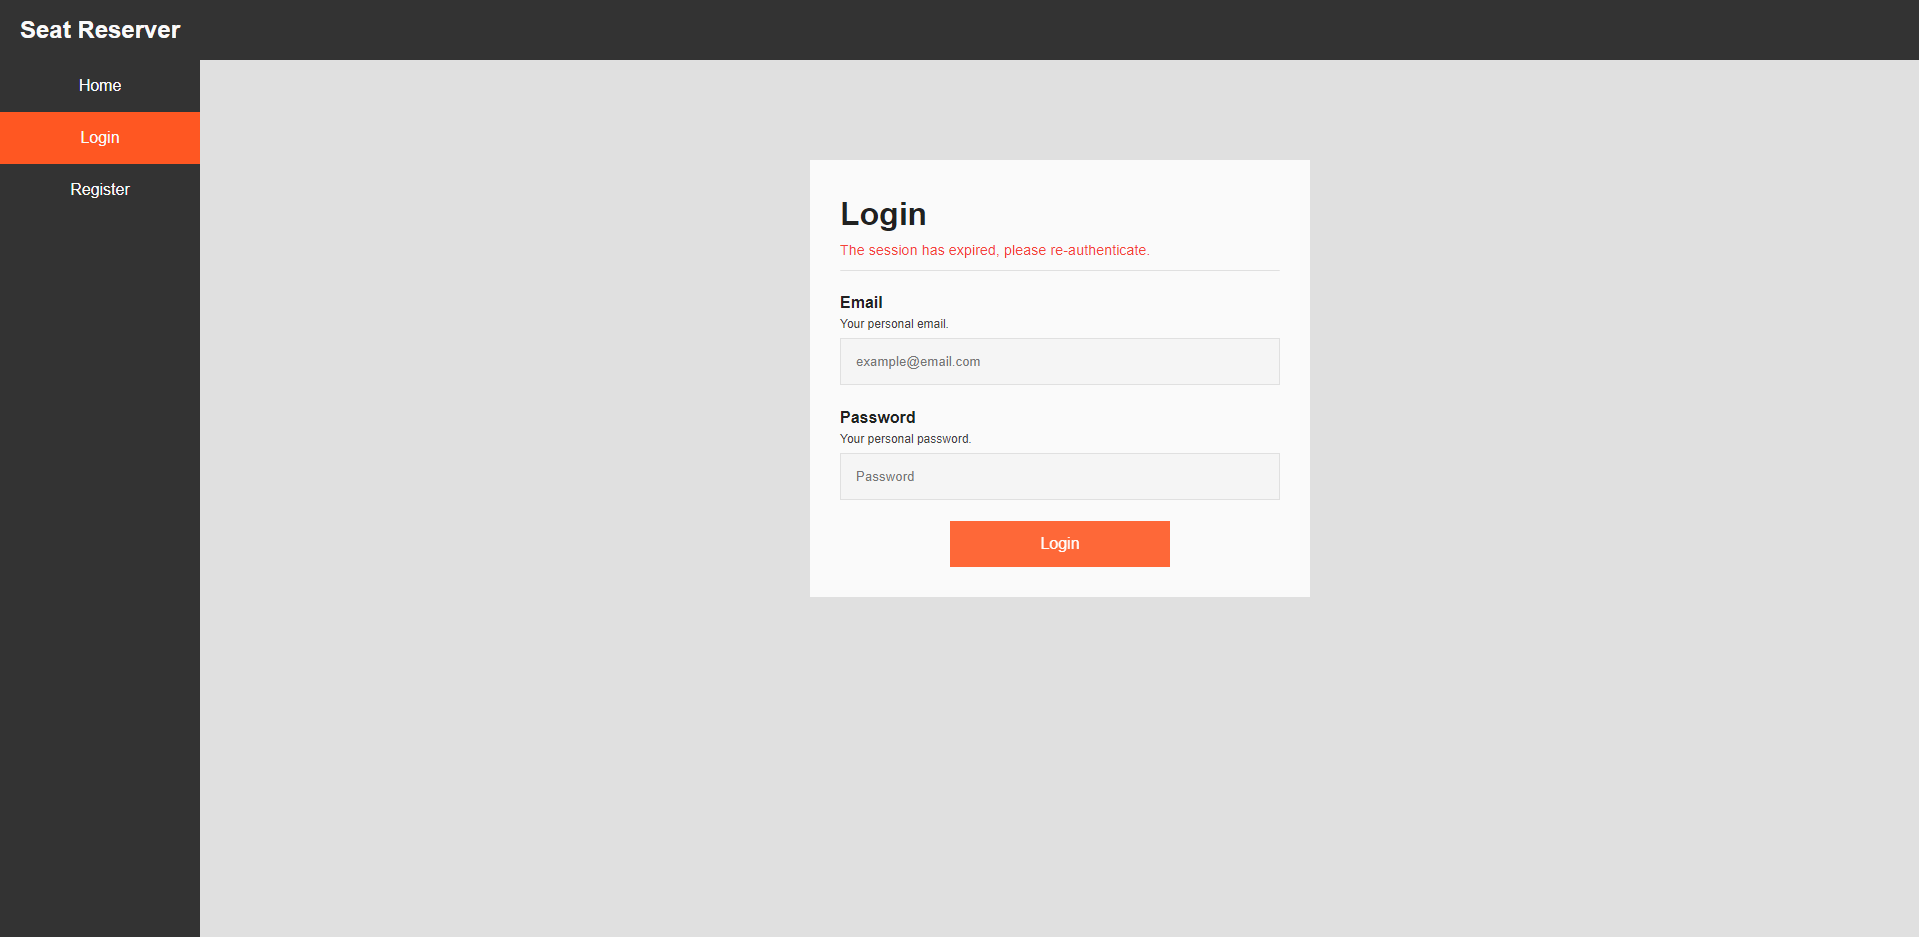 Seat Reserver
Home
Login
Register
Login
The session has expired, please re-authenticate.
Email
Your personal email.
example@email.com
Password
Your personal password.
Password
Login